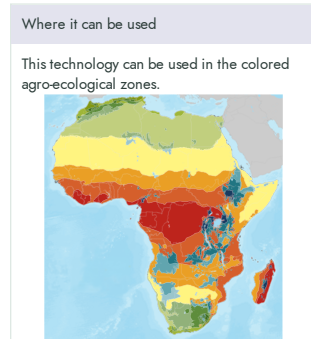 Where it can be used
This technology can be used in the colored
agro-ecological zones.